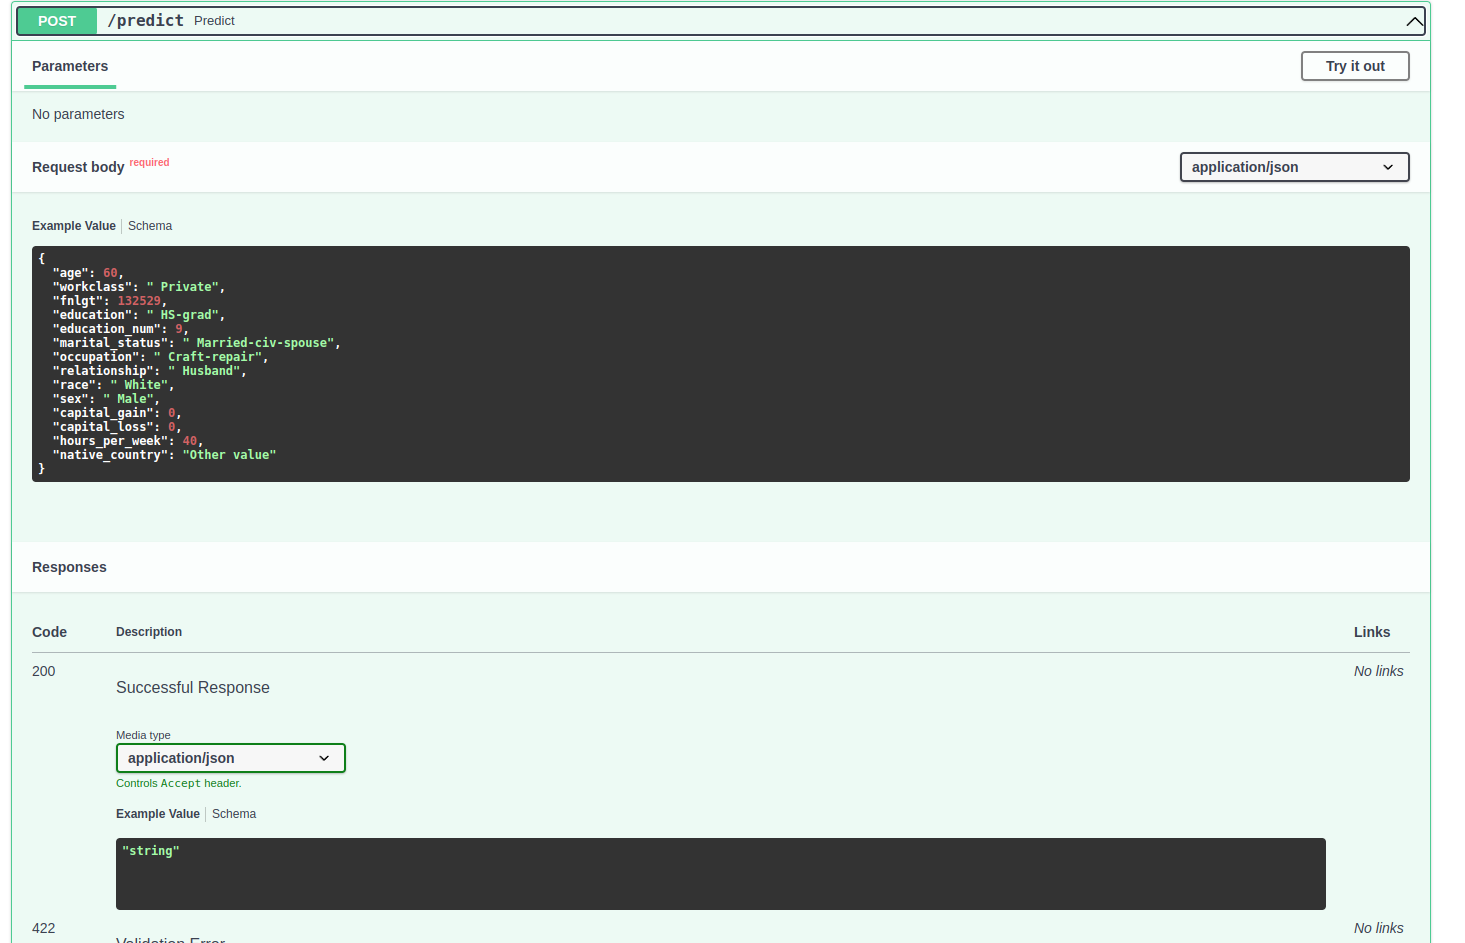 POST /predict Predict
Parameters
Try it out
No parameters
Request body required
application/json
Example Value Schema
{
  "age": 60,
  "workclass": " Private",
  "fnlgt": 132529,
  "education": " HS-grad",
  "education_num": 9,
  "marital_status": " Married-civ-spouse",
  "occupation": " Craft-repair",
  "relationship": " Husband",
  "race": " White",
  "sex": " Male",
  "capital_gain": 0,
  "capital_loss": 0,
  "hours_per_week": 40,
  "native_country": "Other value"
}
Responses
Code Description Links
200 No links
Successful Response
Media type
application/json
Controls Accept header.
Example Value Schema
"string"
422 No links
Validation Error